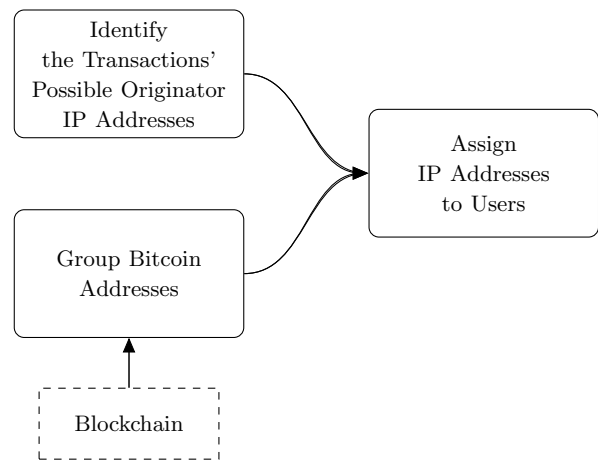 Identify
the Transactions'
Possible Originator
IP Addresses
Assign
IP Addresses
to Users
Group Bitcoin
Addresses
Blockchain